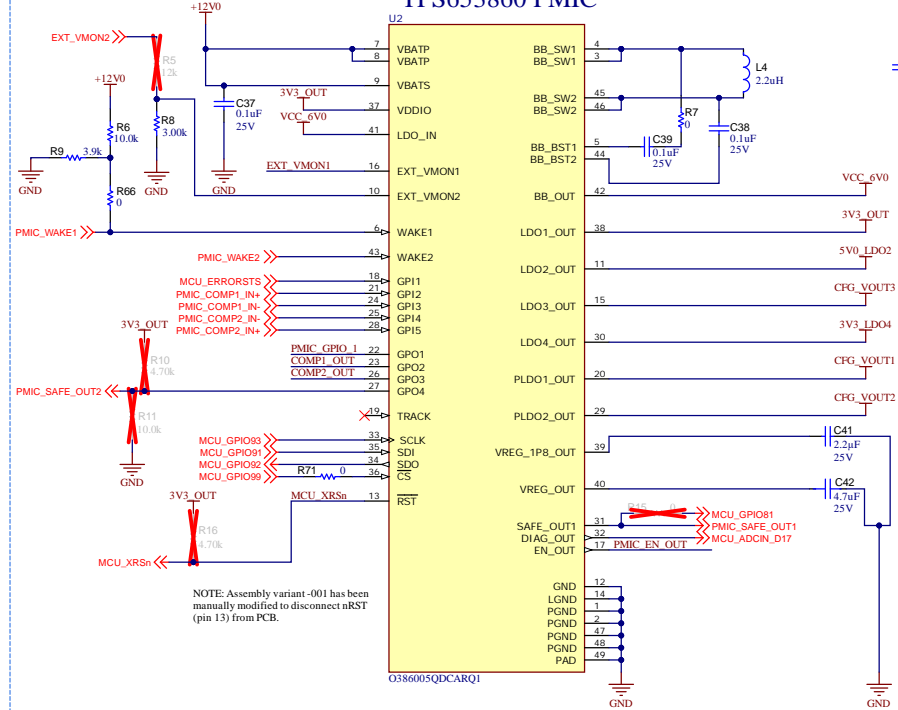 TPS653860 PMIC
+12V0
U2
EXT_VMON2
R5
12k
+12V0
7 VBATP
8 VBATP
9 VBATS
C37
0.1uF
25V
3V3_OUT
37 VDDIO
VCC_6V0
41 LDO_IN
R6
10.0k
R8
3.00k
R9 3.9k
GND
GND
GND
EXT_VMON1
16 EXT_VMON1
10 EXT_VMON2
R66
0
PMIC_WAKE1
6 WAKE1
PMIC_WAKE2
43 WAKE2
MCU_ERRORSTS 18 GPI1
PMIC_COMP1_IN+ 21 GPI2
PMIC_COMP1_IN- 24 GPI3
PMIC_COMP2_IN- 25 GPI4
PMIC_COMP2_IN+ 28 GPI5
3V3_OUT
R10
4.70k
PMIC_GPIO_1 22 GPO1
COMP1_OUT 23 GPO2
COMP2_OUT 26 GPO3
PMIC_SAFE_OUT2 27 GPO4
R11
10.0k
GND
19 TRACK
MCU_GPIO93 33 SCLK
MCU_GPIO91 35 SDI
MCU_GPIO92 34 SDO
MCU_GPIO99 R71 0 36 CS
3V3_OUT
MCU_XRSn 13 RST
R16
4.70k
MCU_XRSn
NOTE: Assembly variant -001 has been
manually modified to disconnect nRST
(pin 13) from PCB.
BB_SW1 4
BB_SW1 3
L4
2.2uH
BB_SW2 45
BB_SW2 46
R7
0
C38
0.1uF
25V
BB_BST1 5
C39
0.1uF
25V
BB_BST2 44
BB_OUT 42 VCC_6V0
LDO1_OUT 38 3V3_OUT
LDO2_OUT 11 5V0_LDO2
LDO3_OUT 15 CFG_VOUT3
LDO4_OUT 30 3V3_LDO4
PLDO1_OUT 20 CFG_VOUT1
PLDO2_OUT 29 CFG_VOUT2
VREG_1P8_OUT 39
C41
2.2µF
25V
VREG_OUT 40
C42
4.7uF
25V
R15
MCU_GPIO81
SAFE_OUT1 31 PMIC_SAFE_OUT1
DIAG_OUT 32 MCU_ADCIN_D17
EN_OUT 17 PMIC_EN_OUT
GND 12
LGND 14
PGND 1
PGND 2
PGND 47
PGND 48
PAD 49
O386005QDCARQ1
GND
GND